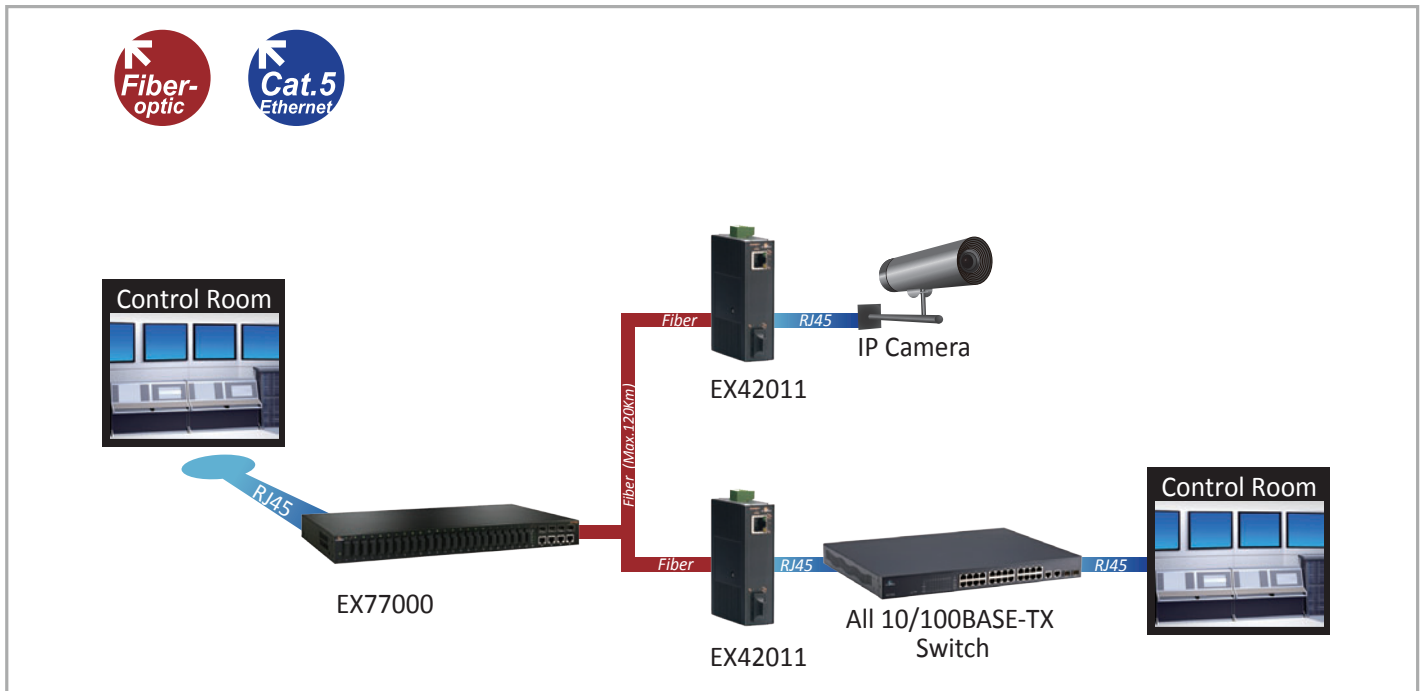 Fiber-
optic
Cat.5
Ethernet
Control Room
RJ45
EX77000
Fiber (Max.120Km)
Fiber
RJ45
IP Camera
EX42011
Fiber
RJ45
RJ45
EX42011
All 10/100BASE-TX
Switch
Control Room